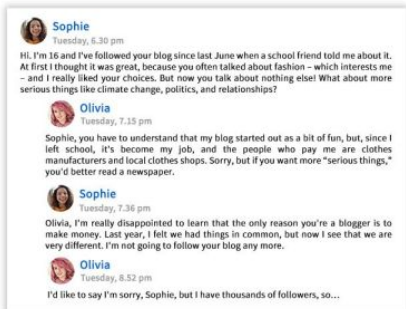 Sophie
Tuesday, 6.30 pm
Hi. I'm 16 and I've followed your blog since last June when a school friend told me about it.
At first I thought it was great, because you often talked about fashion – which interests me
– and I really liked your choices. But now you talk about nothing else! What about more
serious things like climate change, politics, and relationships?
Olivia
Tuesday, 7.15 pm
Sophie, you have to understand that my blog started out as a bit of fun, but, since I
left school, it's become my job, and the people who pay me are clothes
manufacturers and local clothes shops. Sorry, but if you want more “serious things,”
you'd better read a newspaper.
Sophie
Tuesday, 7.36 pm
Olivia, I'm really disappointed to learn that the only reason you're a blogger is to
make money. Last year, I felt we had things in common, but now I see that we are
very different. I'm not going to follow your blog any more.
Olivia
Tuesday, 8.52 pm
I'd like to say I'm sorry, Sophie, but I have thousands of followers, so...